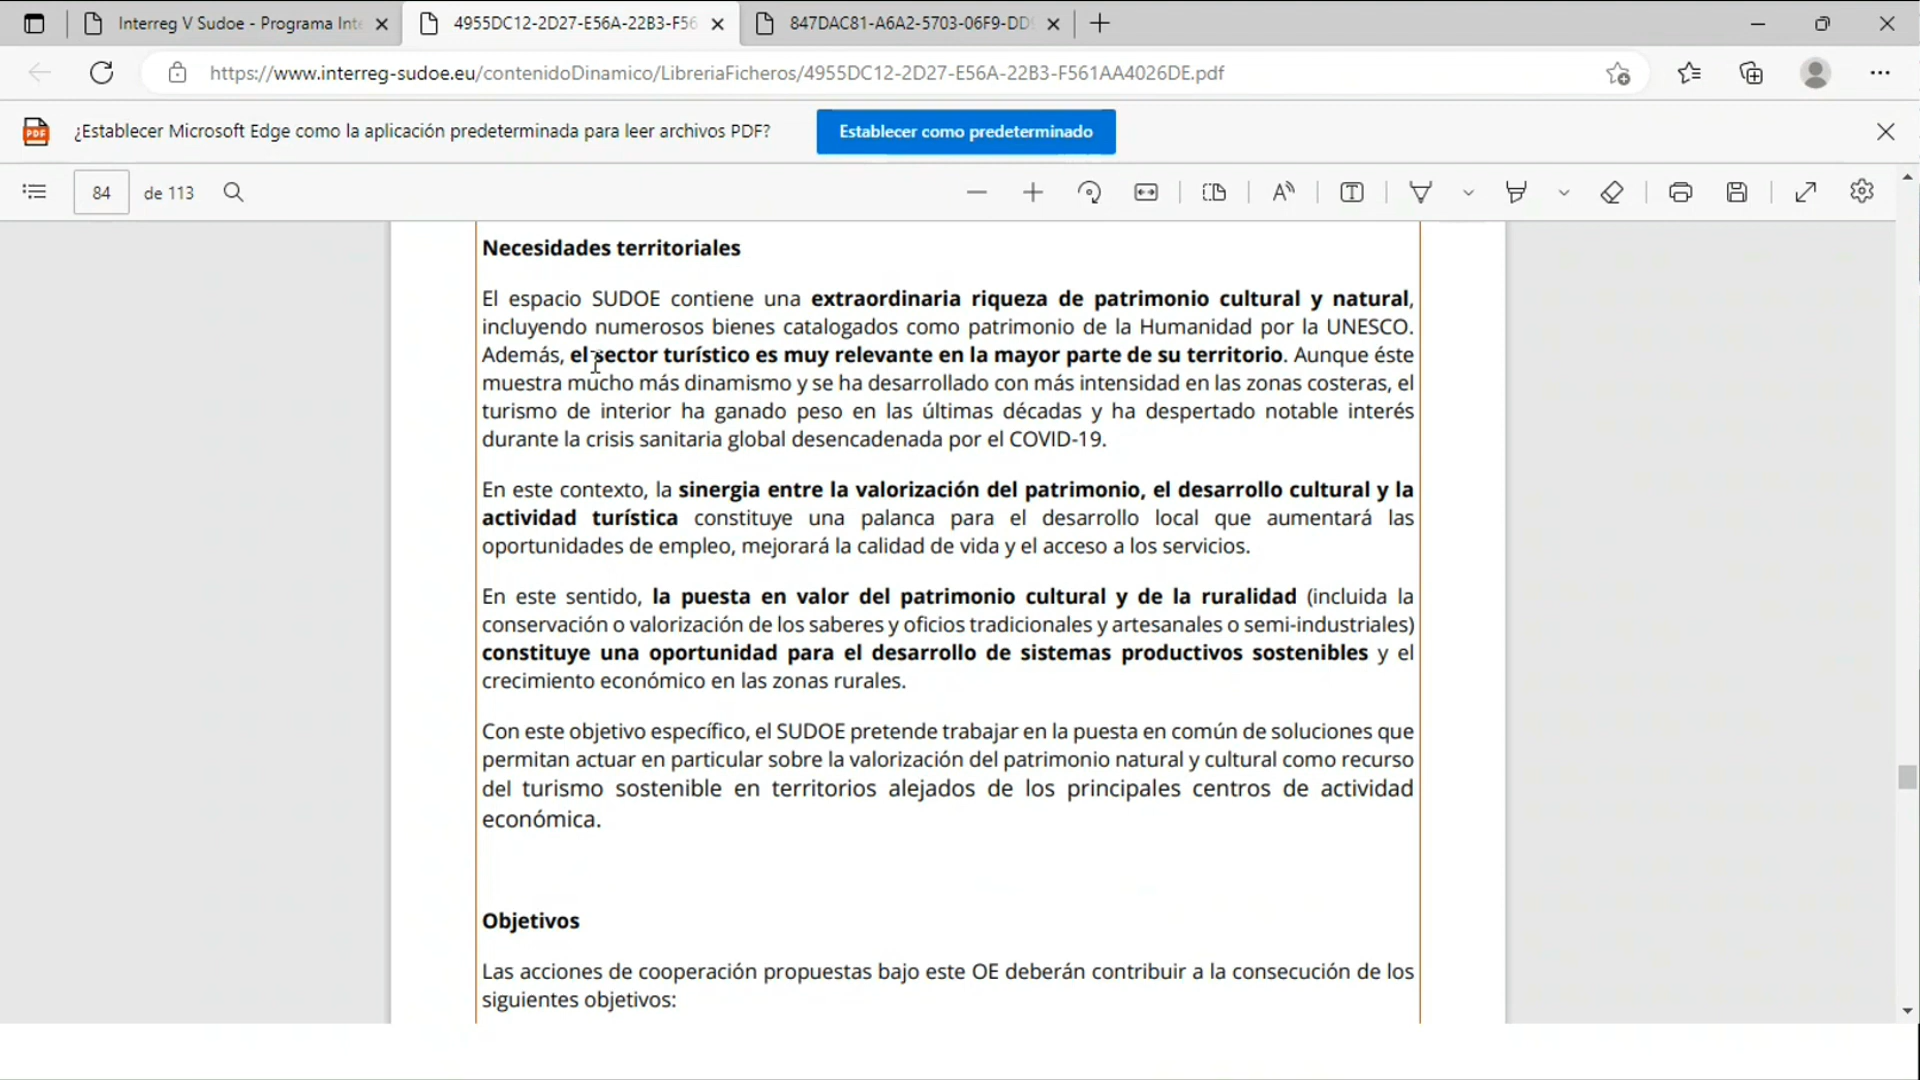 Interreg V Sudoe - Programa Inte
4955DC12-2D27-E56A-22B3-F56
847DAC81-A6A2-5703-06F9-DD
https://www.interreg-sudoe.eu/contenidoDinamico/LibreriaFicheros/4955DC12-2D27-E56A-22B3-F561AA4026DE.pdf
PDF
¿Establecer Microsoft Edge como la aplicación predeterminada para leer archivos PDF?
Establecer como predeterminado
84
de 113
Necesidades territoriales
El espacio SUDOE contiene una extraordinaria riqueza de patrimonio cultural y natural,
incluyendo numerosos bienes catalogados como patrimonio de la Humanidad por la UNESCO.
Además, el sector turístico es muy relevante en la mayor parte de su territorio. Aunque éste
muestra mucho más dinamismo y se ha desarrollado con más intensidad en las zonas costeras, el
turismo de interior ha ganado peso en las últimas décadas y ha despertado notable interés
durante la crisis sanitaria global desencadenada por el COVID-19.
En este contexto, la sinergia entre la valorización del patrimonio, el desarrollo cultural y la
actividad turística constituye una palanca para el desarrollo local que aumentará las
oportunidades de empleo, mejorará la calidad de vida y el acceso a los servicios.
En este sentido, la puesta en valor del patrimonio cultural y de la ruralidad (incluida la
conservación o valorización de los saberes y oficios tradicionales y artesanales o semi-industriales)
constituye una oportunidad para el desarrollo de sistemas productivos sostenibles y el
crecimiento económico en las zonas rurales.
Con este objetivo específico, el SUDOE pretende trabajar en la puesta en común de soluciones que
permitan actuar en particular sobre la valorización del patrimonio natural y cultural como recurso
del turismo sostenible en territorios alejados de los principales centros de actividad
económica.
Objetivos
Las acciones de cooperación propuestas bajo este OE deberán contribuir a la consecución de los
siguientes objetivos: